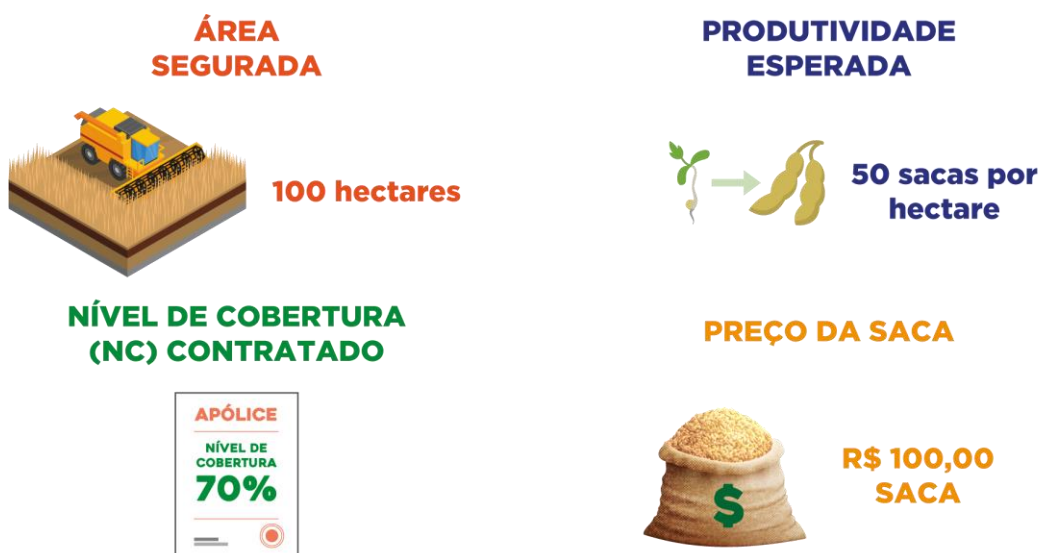 ÁREA
SEGURADA
100 hectares
PRODUTIVIDADE
ESPERADA
50 sacas por
hectare
NÍVEL DE COBERTURA
(NC) CONTRATADO
APÓLICE
NÍVEL DE
COBERTURA
70%
PREÇO DA SACA
$
R$ 100,00
SACA